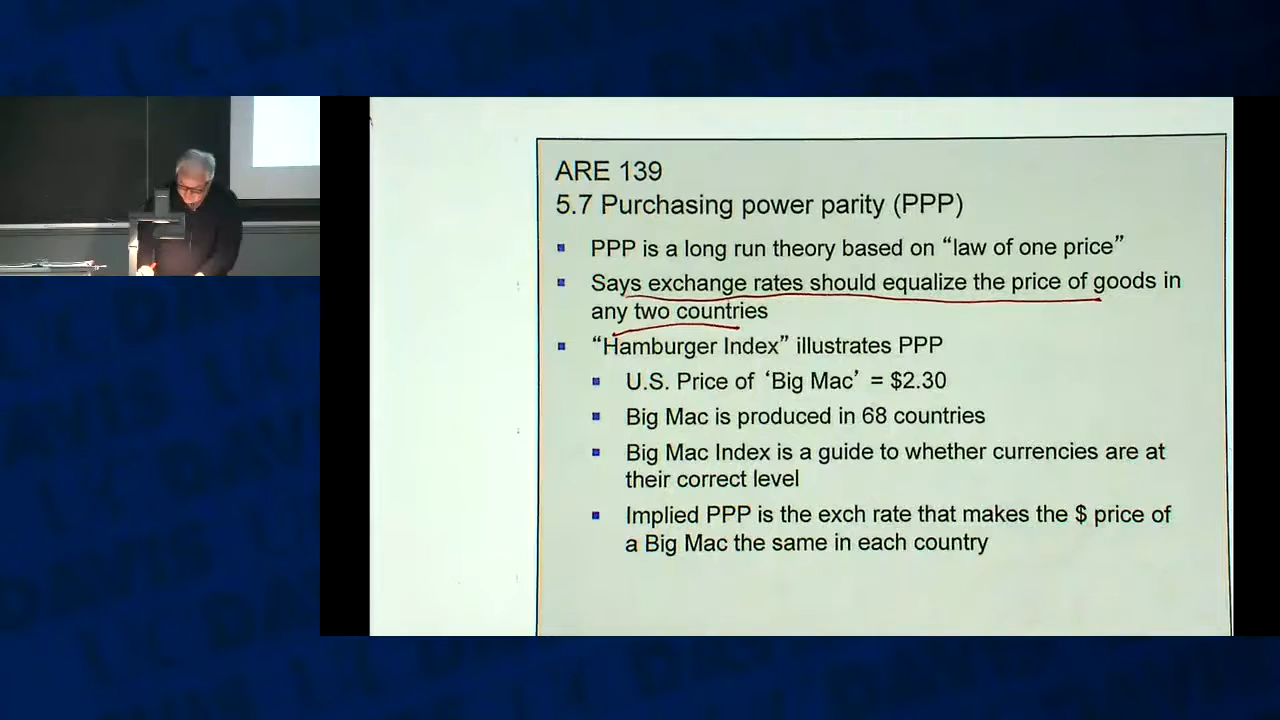 ARE 139
5.7 Purchasing power parity (PPP)
PPP is a long run theory based on “law of one price”
Says exchange rates should equalize the price of goods in
any two countries
“Hamburger Index” illustrates PPP
U.S. Price of ‘Big Mac’ = $2.30
Big Mac is produced in 68 countries
Big Mac Index is a guide to whether currencies are at
their correct level
Implied PPP is the exch rate that makes the $ price of
a Big Mac the same in each country